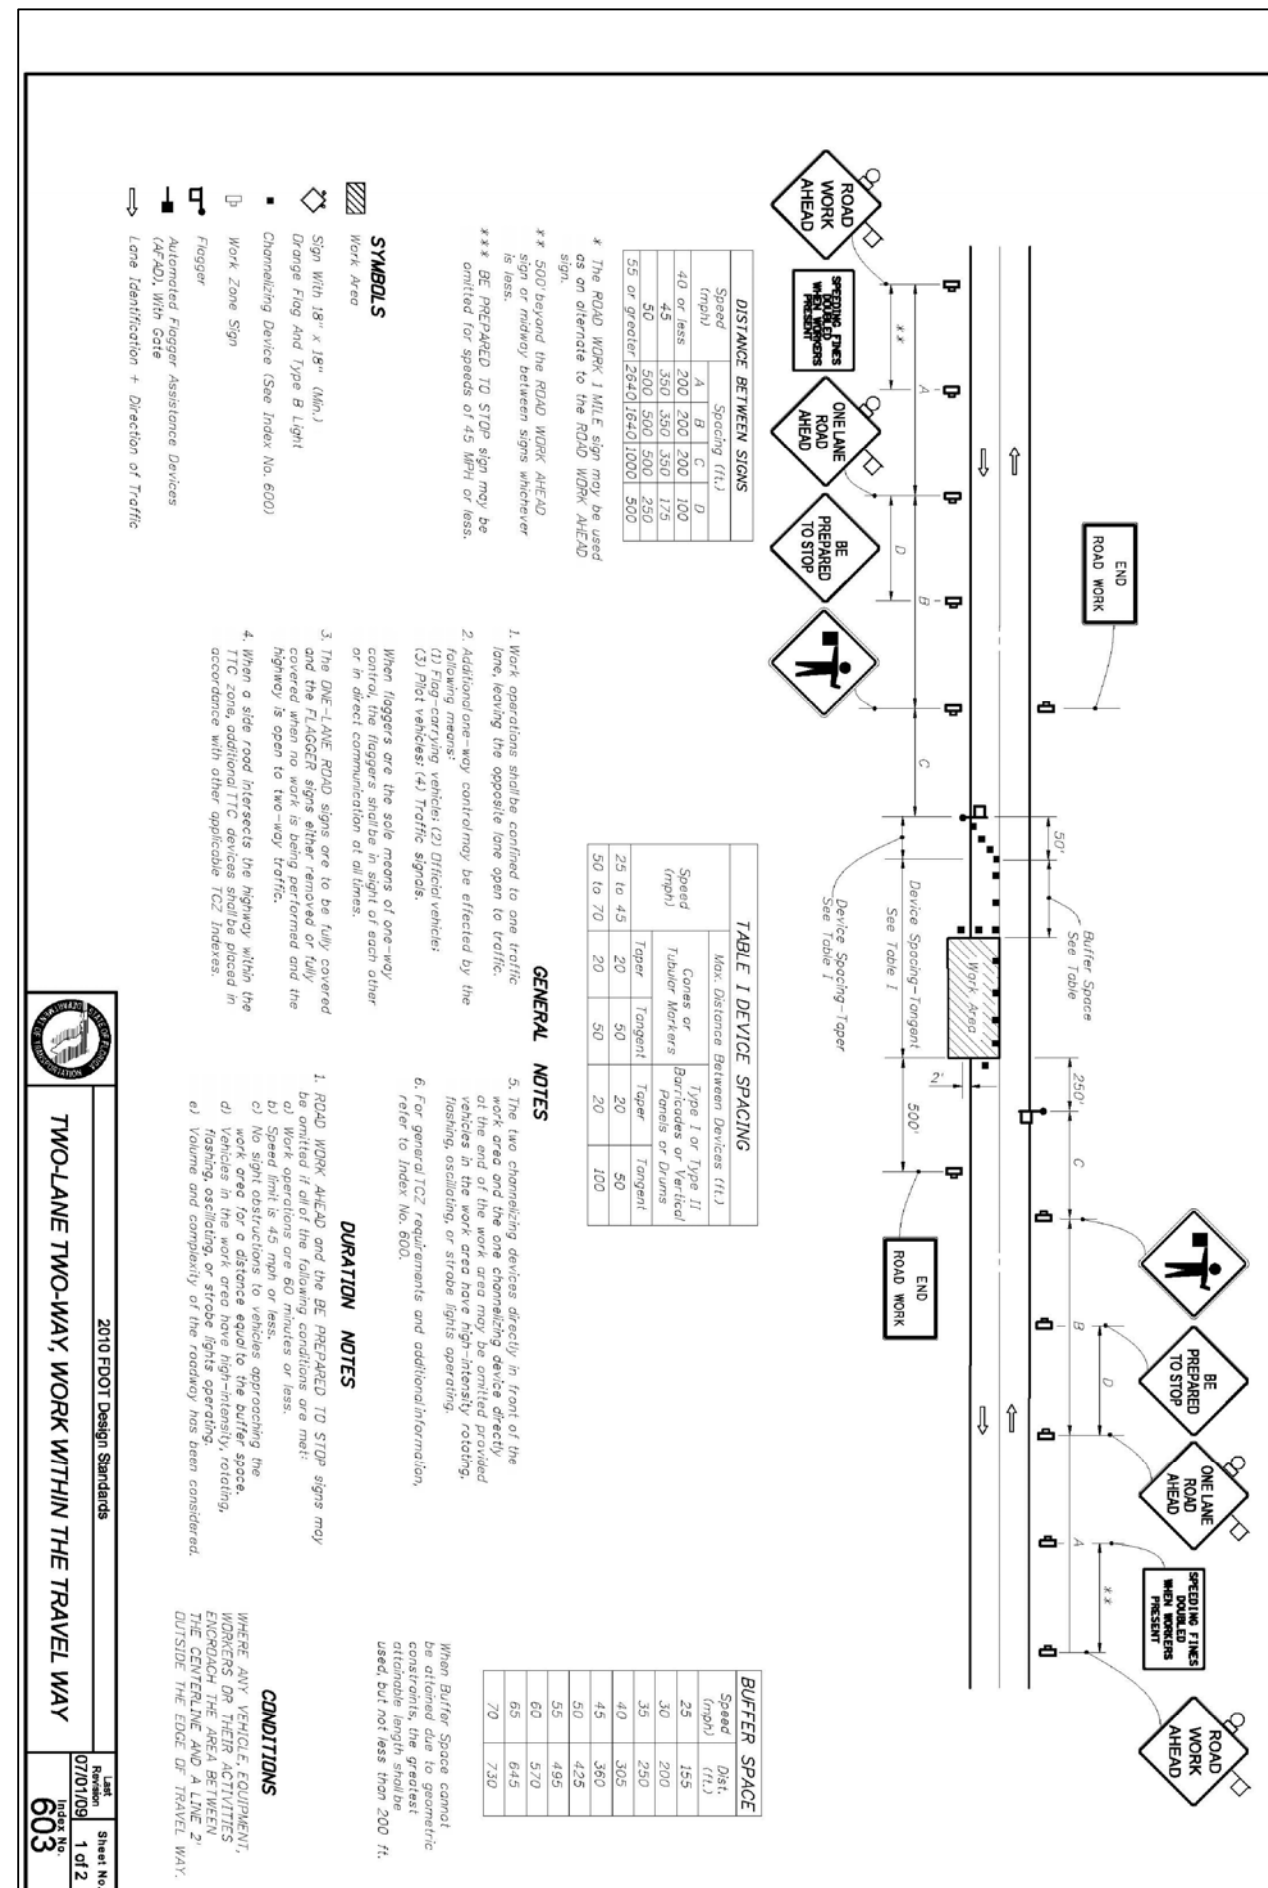 ROAD
WORK
AHEAD
SPEEDING FINES
DOUBLED
WHEN WORKERS
PRESENT
ONE LANE
ROAD
AHEAD
BE
PREPARED
TO STOP
END
ROAD WORK
**
A
D
B
C
50'
Buffer Space
See Table
Device Spacing-Tangent
See Table I
Device Spacing-Taper
See Table I
Work Area
2'
250'
500'
C
END
ROAD WORK
B
D
A
**
BE
PREPARED
TO STOP
ONE LANE
ROAD
AHEAD
SPEEDING FINES
DOUBLED
WHEN WORKERS
PRESENT
ROAD
WORK
AHEAD
DISTANCE BETWEEN SIGNS
Speed (mph) Spacing (ft.)
A B C D
40 or less 200 200 200 100
45 350 350 350 175
50 500 500 500 250
55 or greater 2640 1640 1000 500
* The ROAD WORK 1 MILE sign may be used
as an alternate to the ROAD WORK AHEAD
sign.
** 500' beyond the ROAD WORK AHEAD
sign or midway between signs whichever
is less.
*** BE PREPARED TO STOP sign may be
omitted for speeds of 45 MPH or less.
SYMBOLS
Work Area
Sign With 18" x 18" (Min.)
Orange Flag And Type B Light
Channelizing Device (See Index No. 600)
Work Zone Sign
Flagger
Automated Flagger Assistance Devices
(AFAD), With Gate
Lane Identification + Direction of Traffic
TABLE I DEVICE SPACING
Speed (mph) Max. Distance Between Devices (ft.)
Cones or Tubular Markers Type I or Type II Barricades or Vertical Panels or Drums
Taper Tangent Taper Tangent
25 to 45 20 50 20 50
50 to 70 20 50 20 100
GENERAL NOTES
1. Work operations shall be confined to one traffic
lane, leaving the opposite lane open to traffic.
2. Additional one-way control may be effected by the
following means:
(1) Flag-carrying vehicle; (2) Official vehicle;
(3) Pilot vehicles; (4) Traffic signals.
When flaggers are the sole means of one-way
control, the flaggers shall be in sight of each other
or in direct communication at all times.
3. The ONE-LANE ROAD signs are to be fully covered
and the FLAGGER signs either removed or fully
covered when no work is being performed and the
highway is open to two-way traffic.
4. When a side road intersects the highway within the
TTC zone, additional TTC devices shall be placed in
accordance with other applicable TCZ Indexes.
5. The two channelizing devices directly in front of the
work area and the one channelizing device directly
at the end of the work area may be omitted provided
vehicles in the work area have high-intensity rotating,
flashing, oscillating, or strobe lights operating.
6. For general TCZ requirements and additional information,
refer to Index No. 600.
DURATION NOTES
1. ROAD WORK AHEAD and the BE PREPARED TO STOP signs may
be omitted if all of the following conditions are met:
a) Work operations are 60 minutes or less.
b) Speed limit is 45 mph or less.
c) No sight obstructions to vehicles approaching the
work area for a distance equal to the buffer space.
d) Vehicles in the work area have high-intensity, rotating,
flashing, oscillating, or strobe lights operating.
e) Volume and complexity of the roadway has been considered.
BUFFER SPACE
Speed (mph) Dist. (ft.)
25 155
30 200
35 250
40 305
45 360
50 425
55 495
60 570
65 645
70 730
When Buffer Space cannot
be attained due to geometric
constraints, the greatest
attainable length shall be
used, but not less than 200 ft.
CONDITIONS
WHERE ANY VEHICLE, EQUIPMENT,
WORKERS OR THEIR ACTIVITIES
ENCROACH THE AREA BETWEEN
THE CENTERLINE AND A LINE 2'
OUTSIDE THE EDGE OF TRAVEL WAY.
STATE OF FLORIDA
DEPARTMENT OF TRANSPORTATION
2010 FDOT Design Standards
TWO-LANE TWO-WAY, WORK WITHIN THE TRAVEL WAY
Last
Revision
07/01/09
Sheet No.
1 of 2
Index No.
603